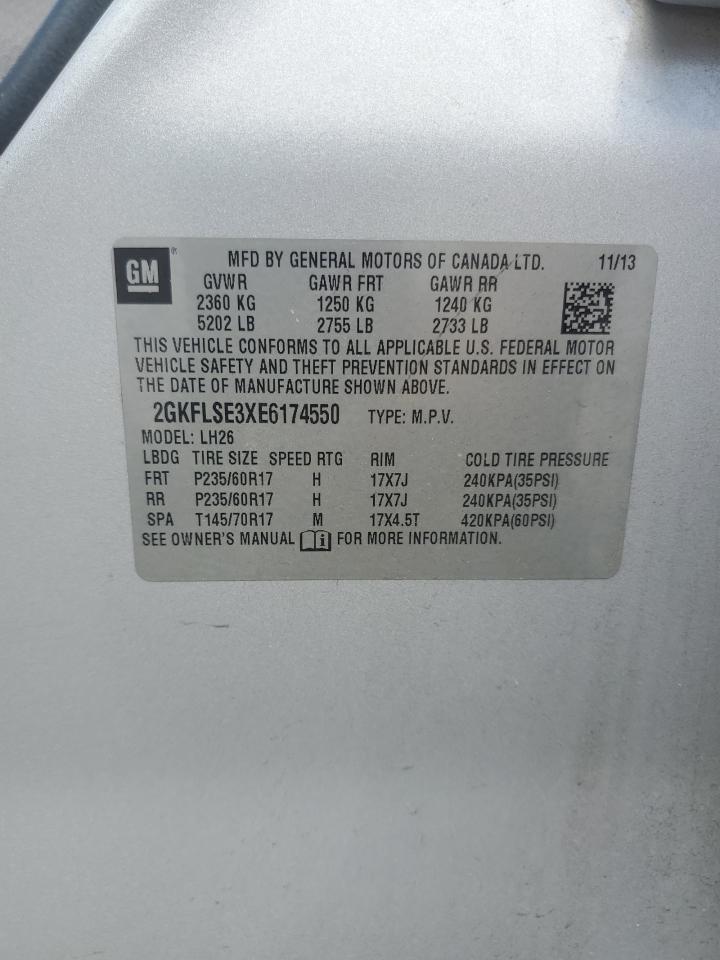 GM ® MFD BY GENERAL MOTORS OF CANADA LTD. 11/13
GVWR GAWR FRT GAWR RR
2360 KG 1250 KG 1240 KG
5202 LB 2755 LB 2733 LB
THIS VEHICLE CONFORMS TO ALL APPLICABLE U.S. FEDERAL MOTOR
VEHICLE SAFETY AND THEFT PREVENTION STANDARDS IN EFFECT ON
THE DATE OF MANUFACTURE SHOWN ABOVE.
2GKFLSE3XE6174550 TYPE: M.P.V.
MODEL: LH26
LBDG TIRE SIZE SPEED RTG RIM COLD TIRE PRESSURE
FRT P235/60R17 H 17X7J 240KPA(35PSI)
RR P235/60R17 H 17X7J 240KPA(35PSI)
SPA T145/70R17 M 17X4.5T 420KPA(60PSI)
SEE OWNER'S MANUAL i FOR MORE INFORMATION.